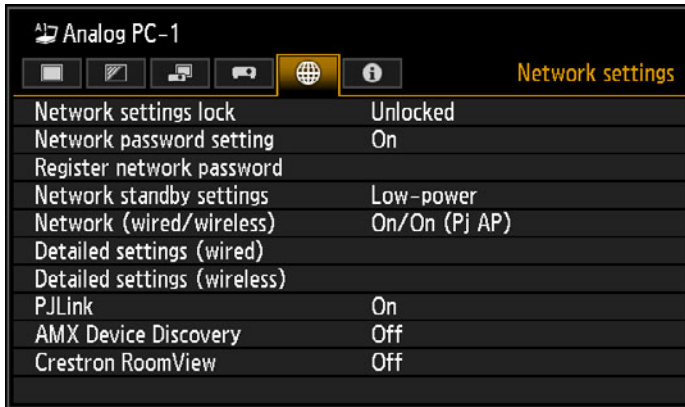 Analog PC-1
Network settings
Network settings lock Unlocked
Network password setting On
Register network password
Network standby settings Low-power
Network (wired/wireless) On/On (Pj AP)
Detailed settings (wired)
Detailed settings (wireless)
PJLink On
AMX Device Discovery Off
Crestron RoomView Off